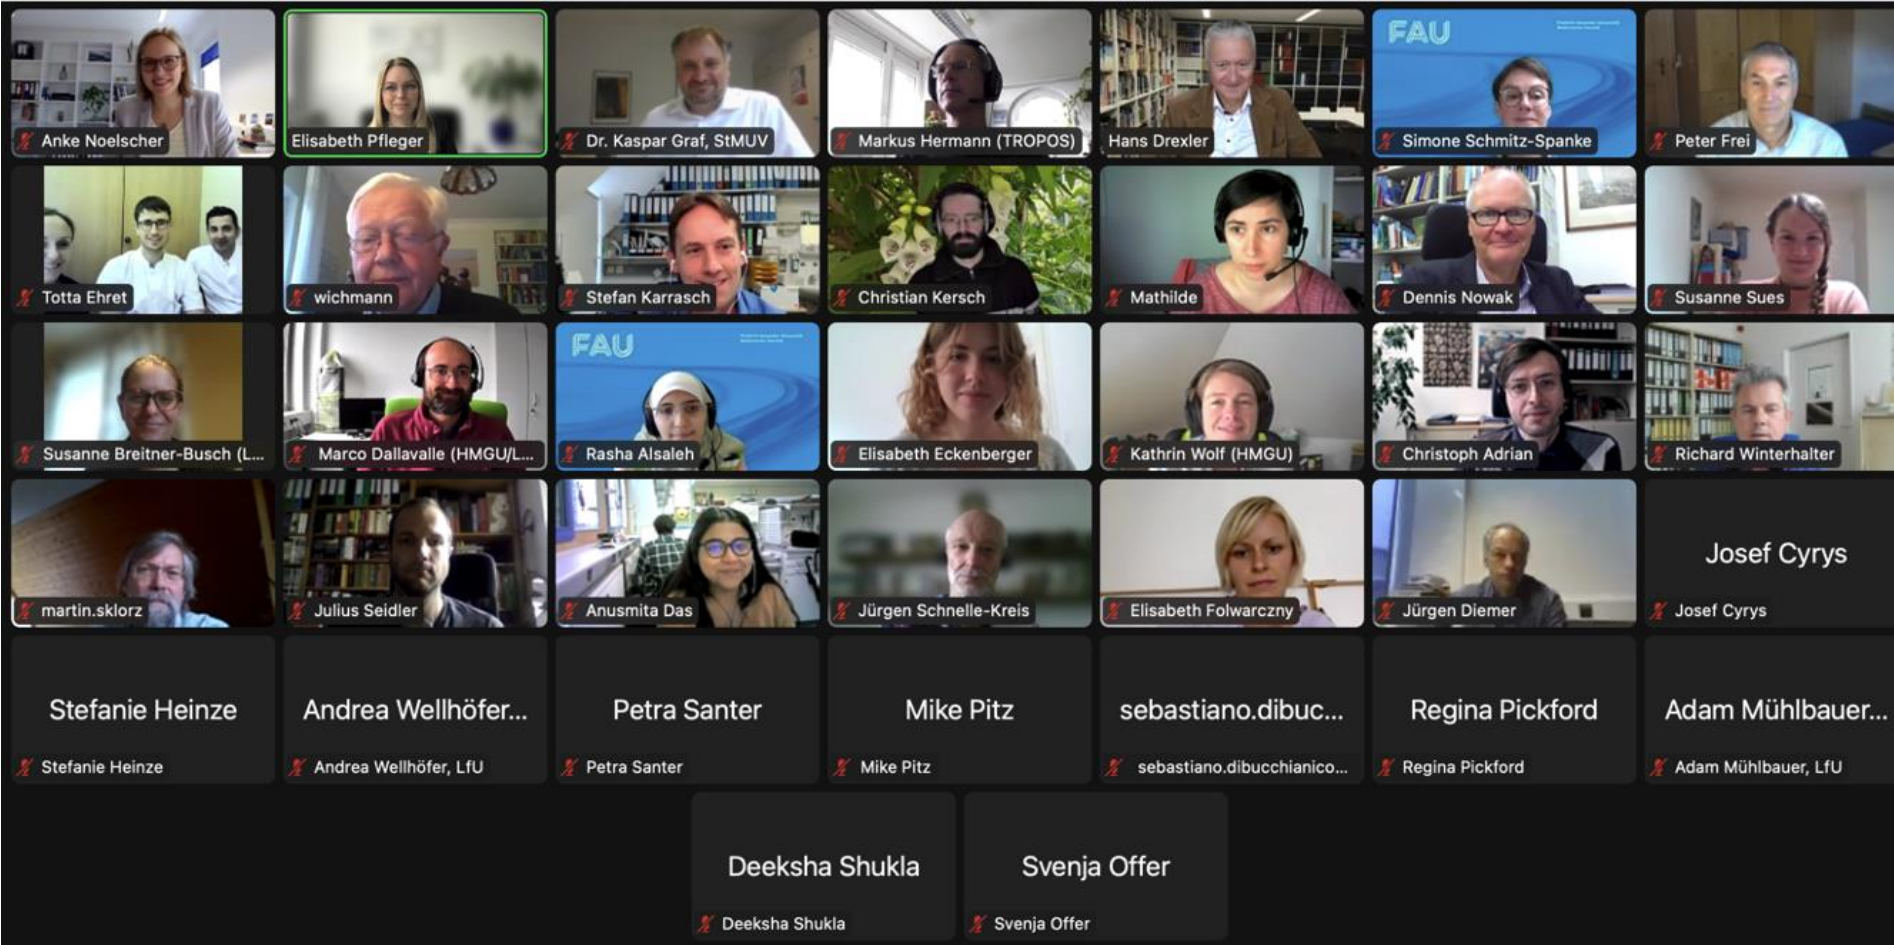 Anke Noelscher
Elisabeth Pfleger
Dr. Kaspar Graf, StMUV
Markus Hermann (TROPOS)
Hans Drexler
FAU
Simone Schmitz-Spanke
Peter Frei
Totta Ehret
wichmann
Stefan Karrasch
Christian Kersch
Mathilde
Dennis Nowak
Susanne Sues
Susanne Breitner-Busch (L...
Marco Dallavalle (HMGU/L...
FAU
Rasha Alsaleh
Elisabeth Eckenberger
Kathrin Wolf (HMGU)
Christoph Adrian
Richard Winterhalter
martin.sklorz
Julius Seidler
Anusmita Das
Jürgen Schnelle-Kreis
Elisabeth Folwarczny
Jürgen Diemer
Josef Cyrys
Josef Cyrys
Stefanie Heinze
Stefanie Heinze
Andrea Wellhöfer...
Andrea Wellhöfer, LfU
Petra Santer
Petra Santer
Mike Pitz
Mike Pitz
sebastiano.dibuc...
sebastiano.dibucchianico...
Regina Pickford
Regina Pickford
Adam Mühlbauer...
Adam Mühlbauer, LfU
Deeksha Shukla
Deeksha Shukla
Svenja Offer
Svenja Offer